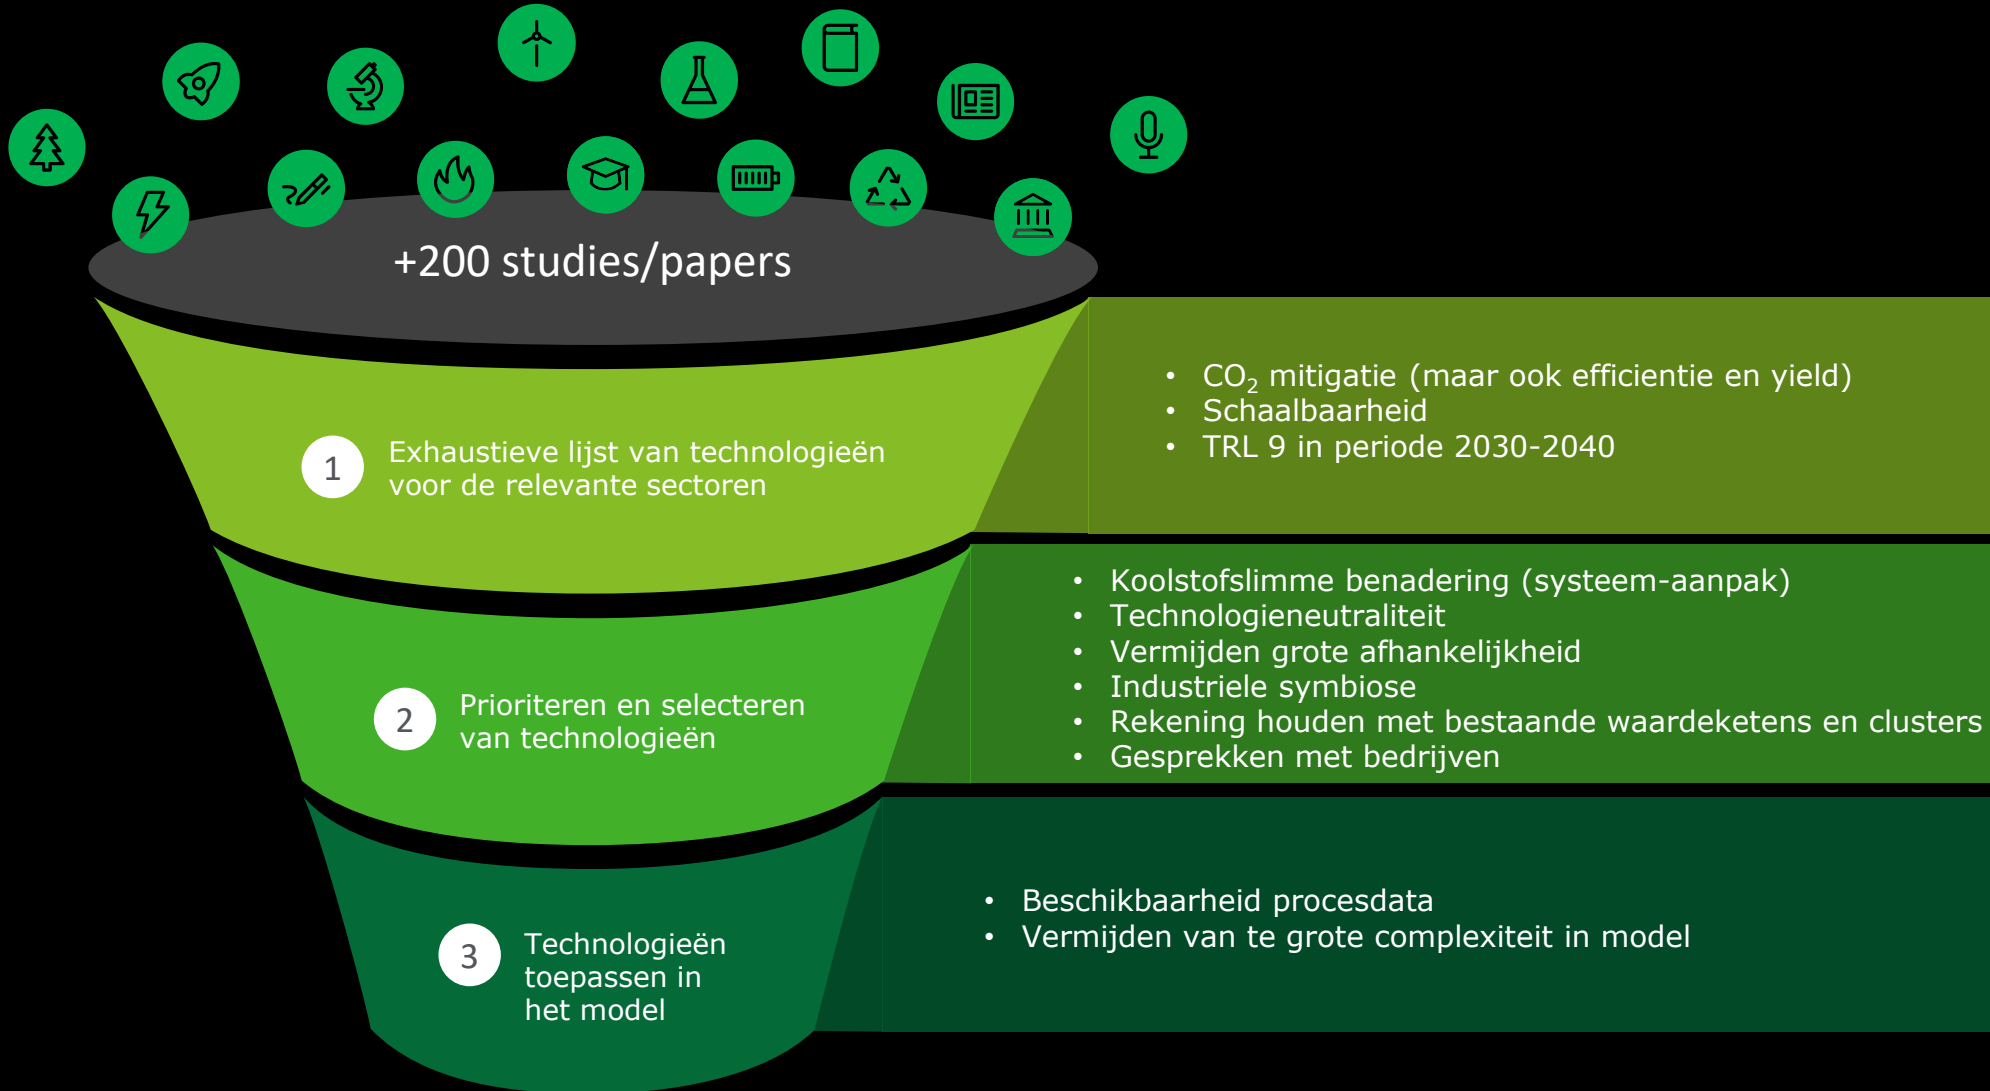 +200 studies/papers
1
Exhaustieve lijst van technologieën
voor de relevante sectoren
• CO₂ mitigatie (maar ook efficientie en yield)
• Schaalbaarheid
• TRL 9 in periode 2030-2040
2
Prioriteren en selecteren
van technologieën
• Koolstofslimme benadering (systeem-aanpak)
• Technologieneutraliteit
• Vermijden grote afhankelijkheid
• Industriele symbiose
• Rekening houden met bestaande waardeketens en clusters
• Gesprekken met bedrijven
3
Technologieën
toepassen in
het model
• Beschikbaarheid procesdata
• Vermijden van te grote complexiteit in model